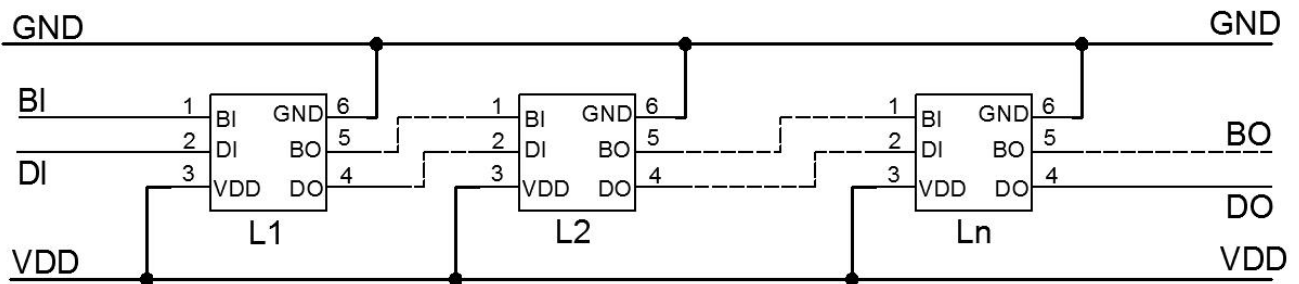 GND GND
BI 1 BI GND 6 1 BI GND 6 1 BI GND 6
DI 2 DI BO 5 2 DI BO 5 2 DI BO 5 BO
3 VDD DO 4 3 VDD DO 4 3 VDD DO 4 DO
L1 L2 Ln
VDD VDD